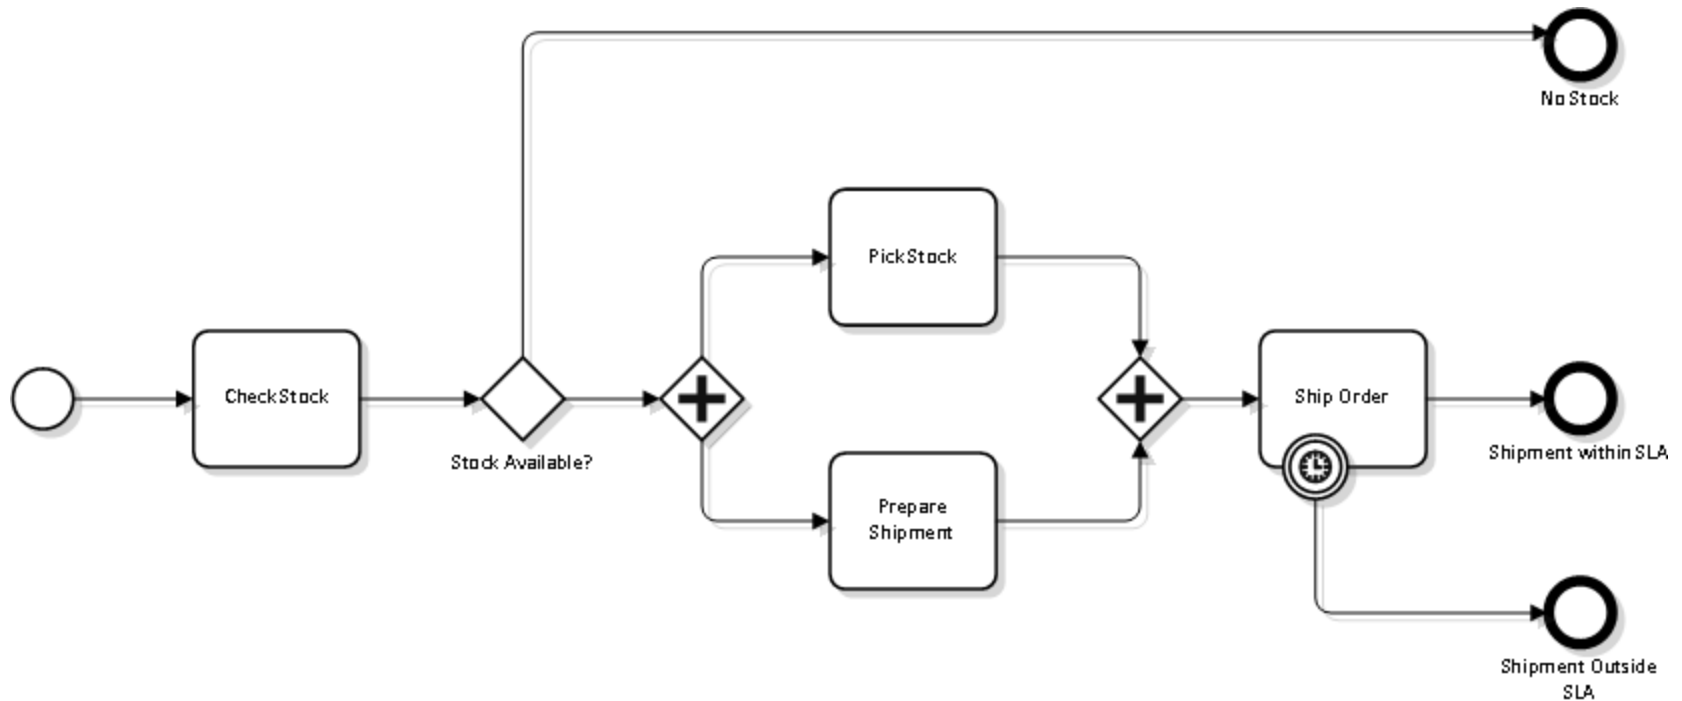 No Stock
Pick Stock
Check Stock
Stock Available?
Prepare
Shipment
Ship Order
Shipment within SLA
Shipment Outside
SLA